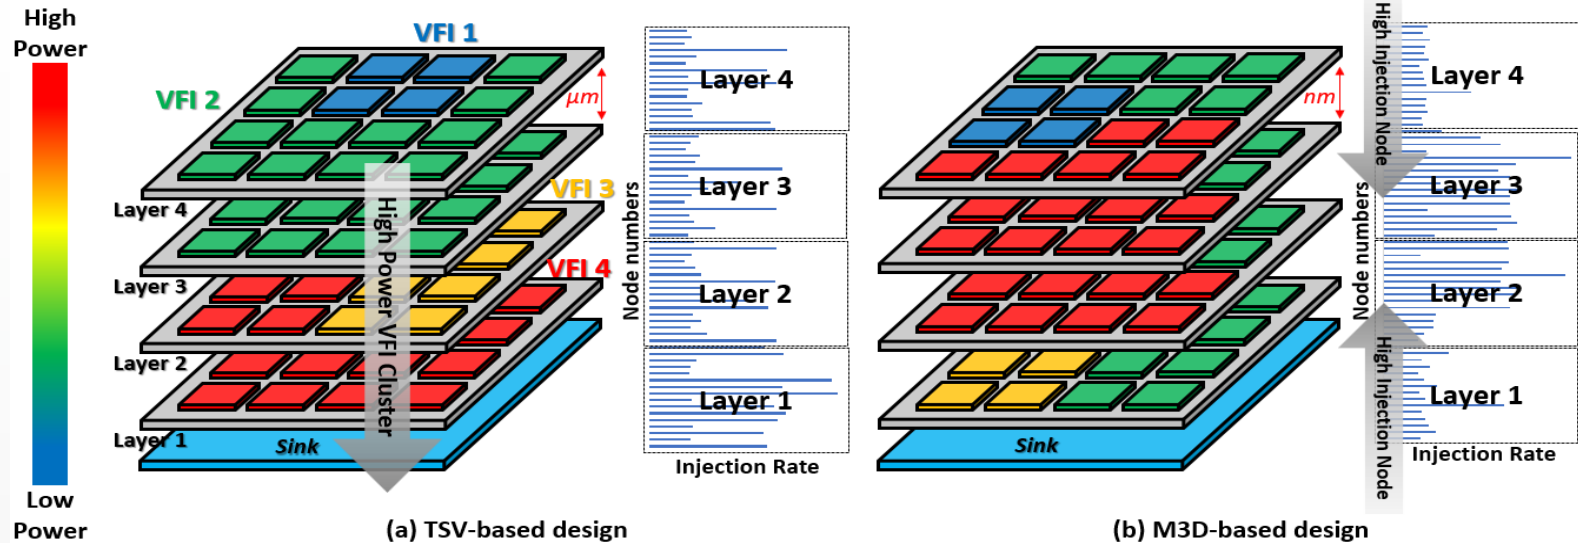 High
Power
Low
Power
VFI 1
VFI 2
VFI 3
VFI 4
μm
Layer 4
Layer 3
Layer 2
Layer 1
High Power VFI Cluster
Sink
Node numbers
Layer 4
Layer 3
Layer 2
Layer 1
Injection Rate
(a) TSV-based design
nm
Sink
High Injection Node
Node numbers
High Injection Node
Layer 4
Layer 3
Layer 2
Layer 1
Injection Rate
(b) M3D-based design